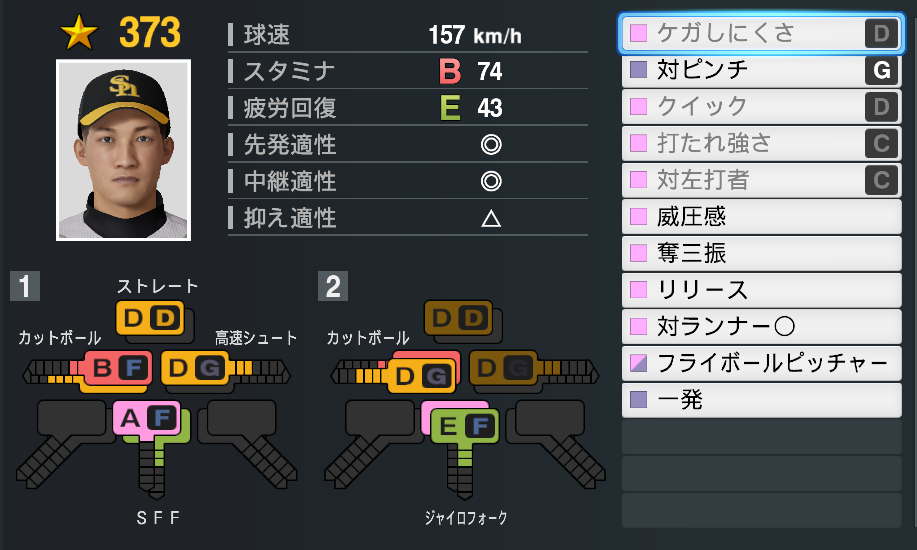 ★ 373
球速 157 km/h
スタミナ B 74
疲労回復 E 43
先発適性 ◎
中継適性 ◎
抑え適性 △
SH
1
ストレート
D D
カットボール
高速シュート
B F
D G
A F
SFF
2
D D
カットボール
D G
D G
E F
ジャイロフォーク
ケガしにくさ D
対ピンチ G
クイック D
打たれ強さ C
対左打者 C
威圧感
奪三振
リリース
対ランナー〇
フライボールピッチャー
一発